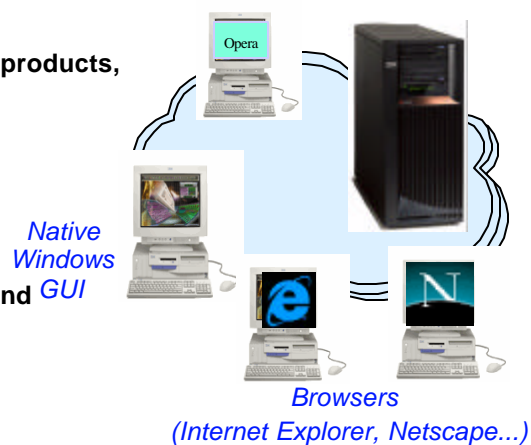 Opera
products,
Native
Windows
GUI
nd
N
Browsers
(Internet Explorer, Netscape...)